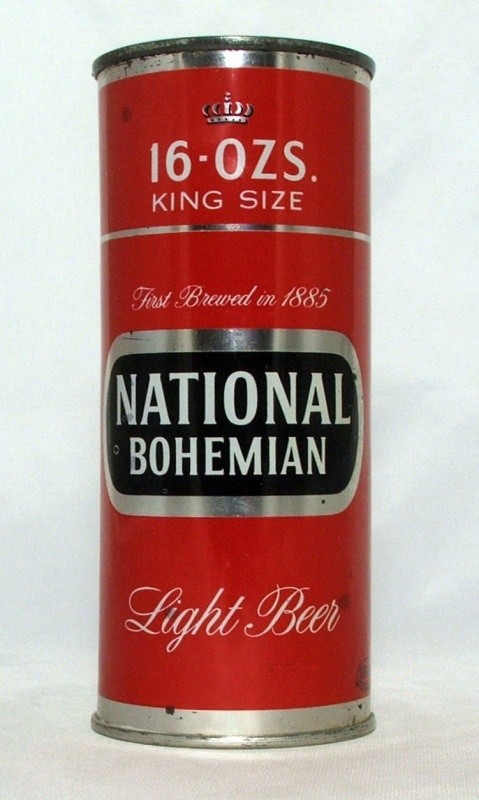 16-OZS.
KING SIZE
First Brewed in 1885
NATIONAL
BOHEMIAN
Light Beer